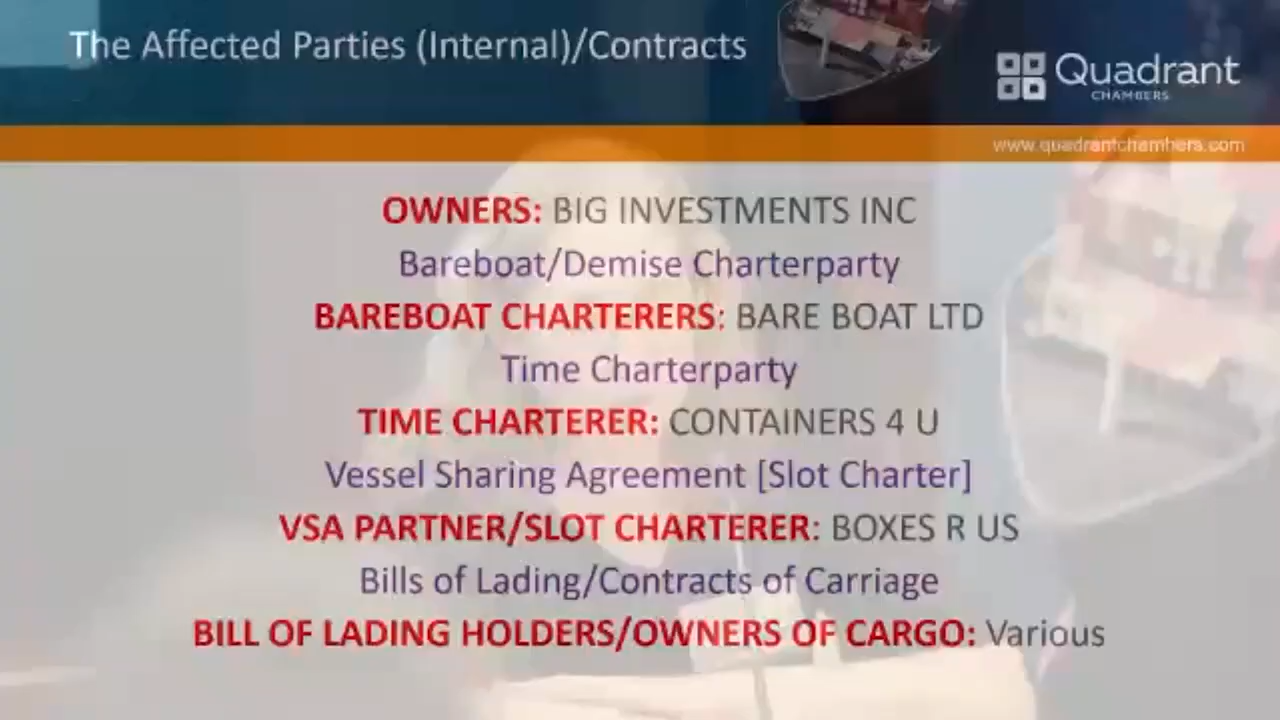 The Affected Parties (Internal)/Contracts
Quadrant
CHAMBERS
www.quadrantchambers.com
OWNERS: BIG INVESTMENTS INC
Bareboat/Demise Charterparty
BAREBOAT CHARTERERS: BARE BOAT LTD
Time Charterparty
TIME CHARTERER: CONTAINERS 4 U
Vessel Sharing Agreement [Slot Charter]
VSA PARTNER/SLOT CHARTERER: BOXES R US
Bills of Lading/Contracts of Carriage
BILL OF LADING HOLDERS/OWNERS OF CARGO: Various